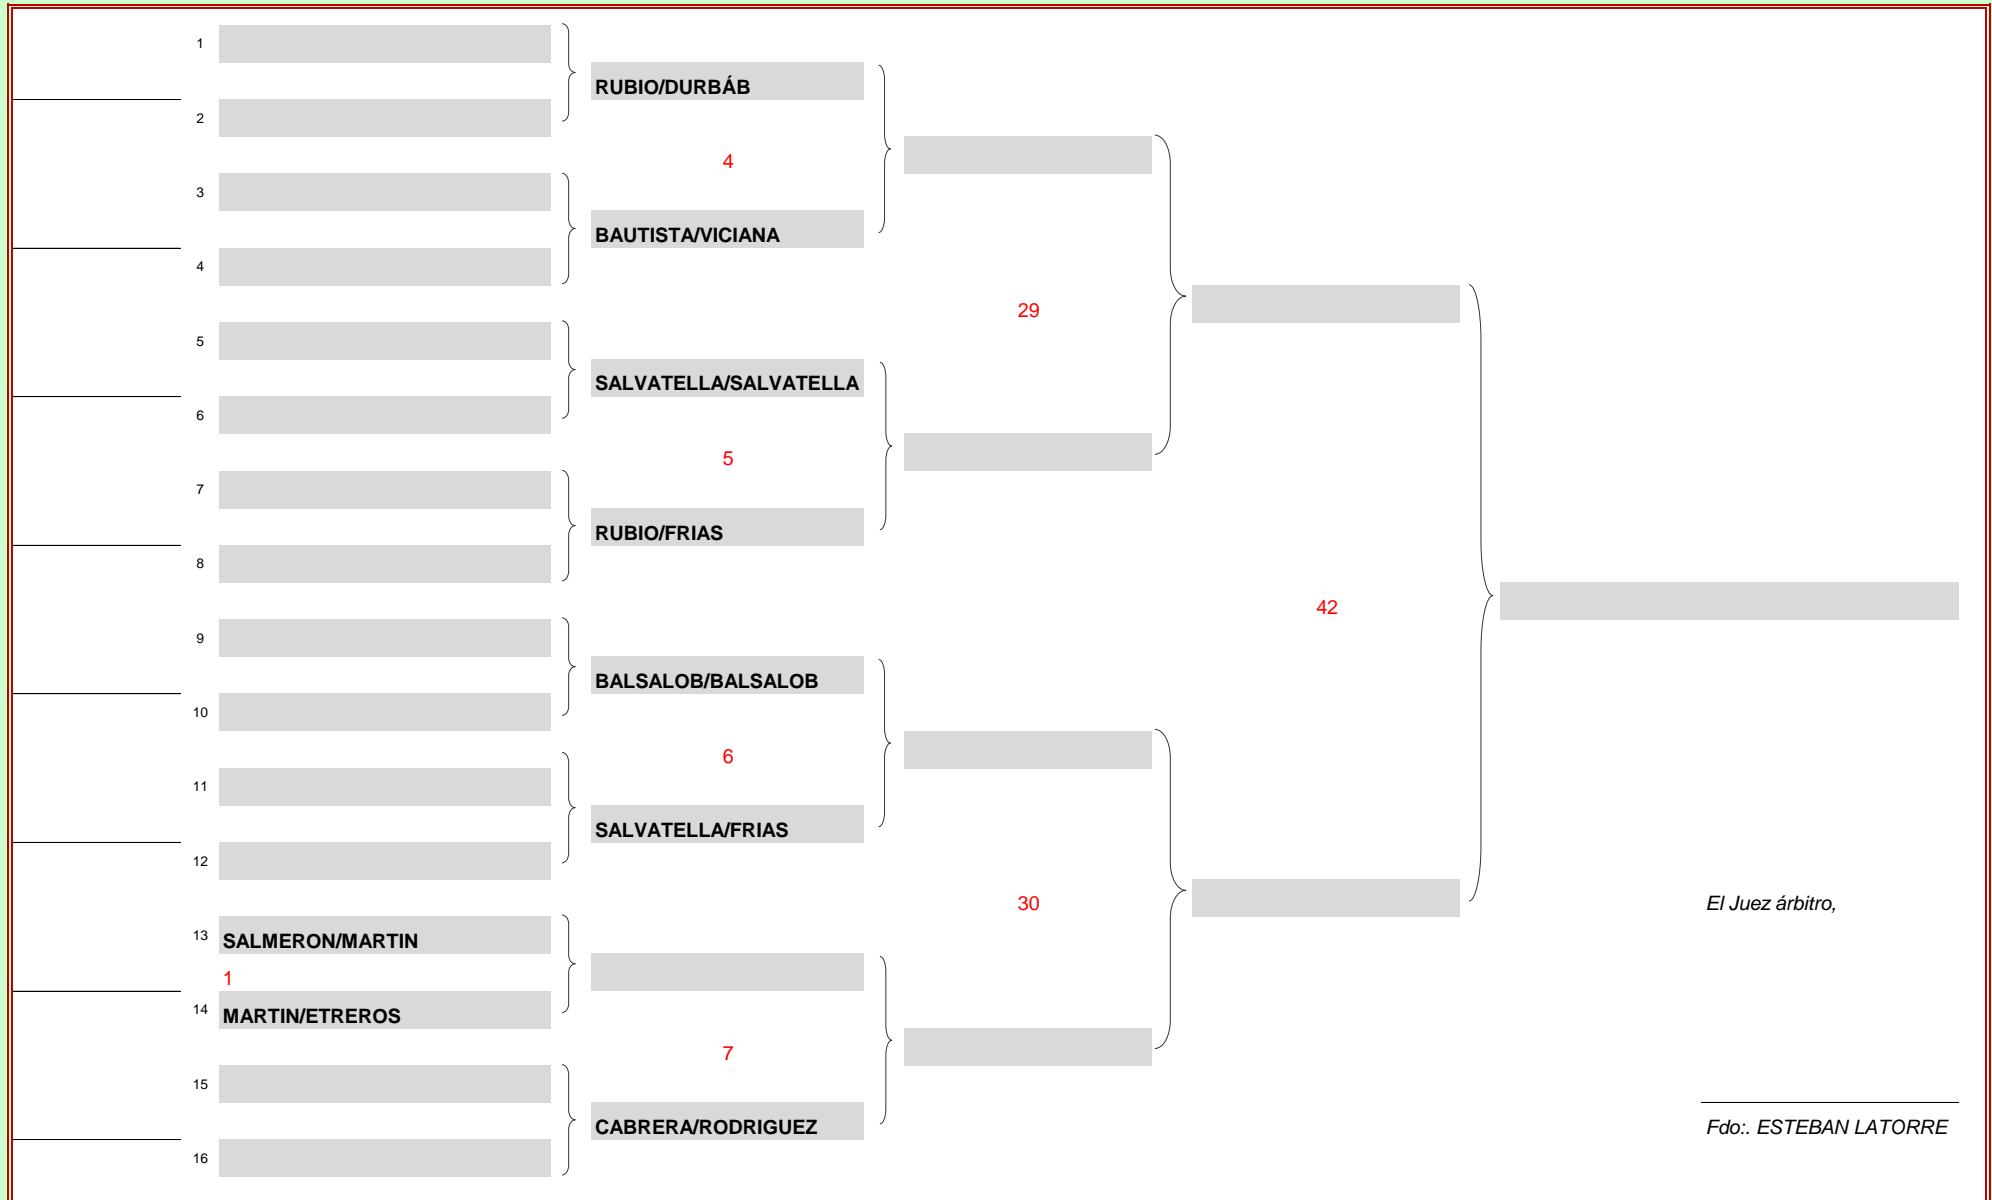 1
RUBIO/DURBÁB
2
4
3
BAUTISTA/VICIANA
4
29
5
SALVATELLA/SALVATELLA
6
5
7
RUBIO/FRIAS
8
42
9
BALSALOB/BALSALOB
10
6
11
SALVATELLA/FRIAS
12
30
El Juez árbitro,
13 SALMERON/MARTIN
1
14 MARTIN/ETREROS
7
15
CABRERA/RODRIGUEZ
Fdo:. ESTEBAN LATORRE
16